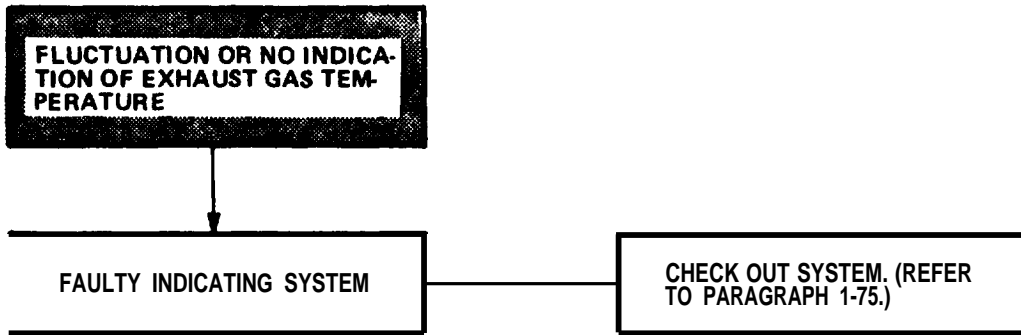 FLUCTUATION OR NO INDICA-
TION OF EXHAUST GAS TEM-
PERATURE
FAULTY INDICATING SYSTEM
CHECK OUT SYSTEM. (REFER
TO PARAGRAPH 1-75.)